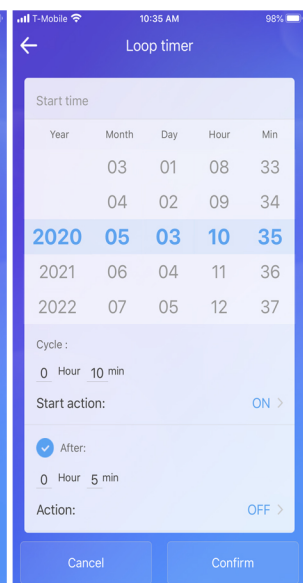 T-Mobile 10:35 AM 98%
Loop timer
Start time
Year Month Day Hour Min
03 01 08 33
04 02 09 34
2020 05 03 10 35
2021 06 04 11 36
2022 07 05 12 37
Cycle :
0 Hour 10 min
Start action: ON >
After:
0 Hour 5 min
Action: OFF >
Cancel Confirm